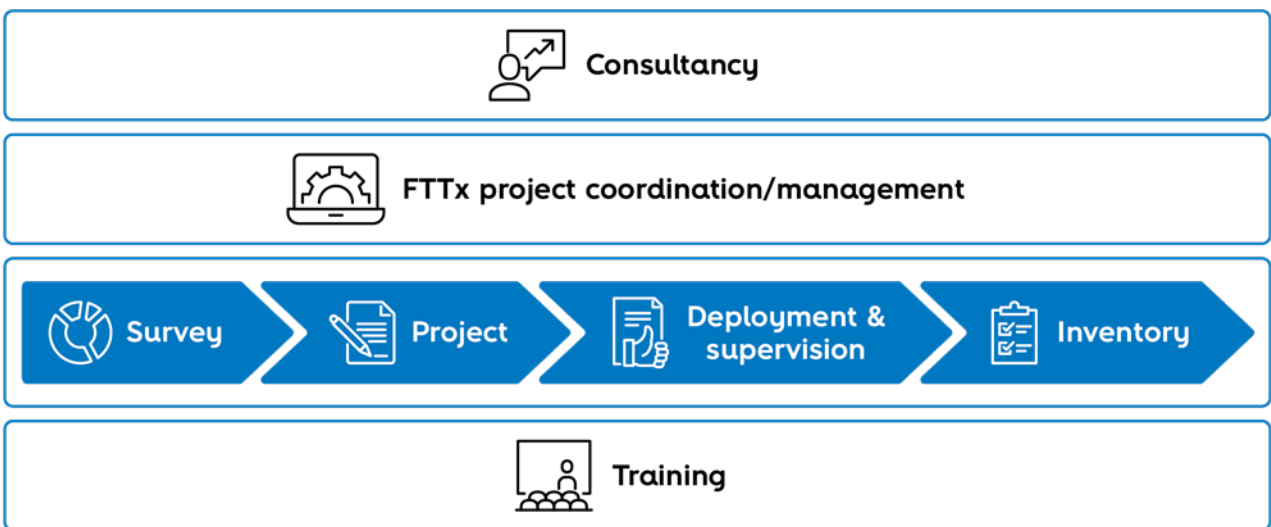 Consultancy
FTTx project coordination/management
Survey
Project
Deployment &
supervision
Inventory
Training